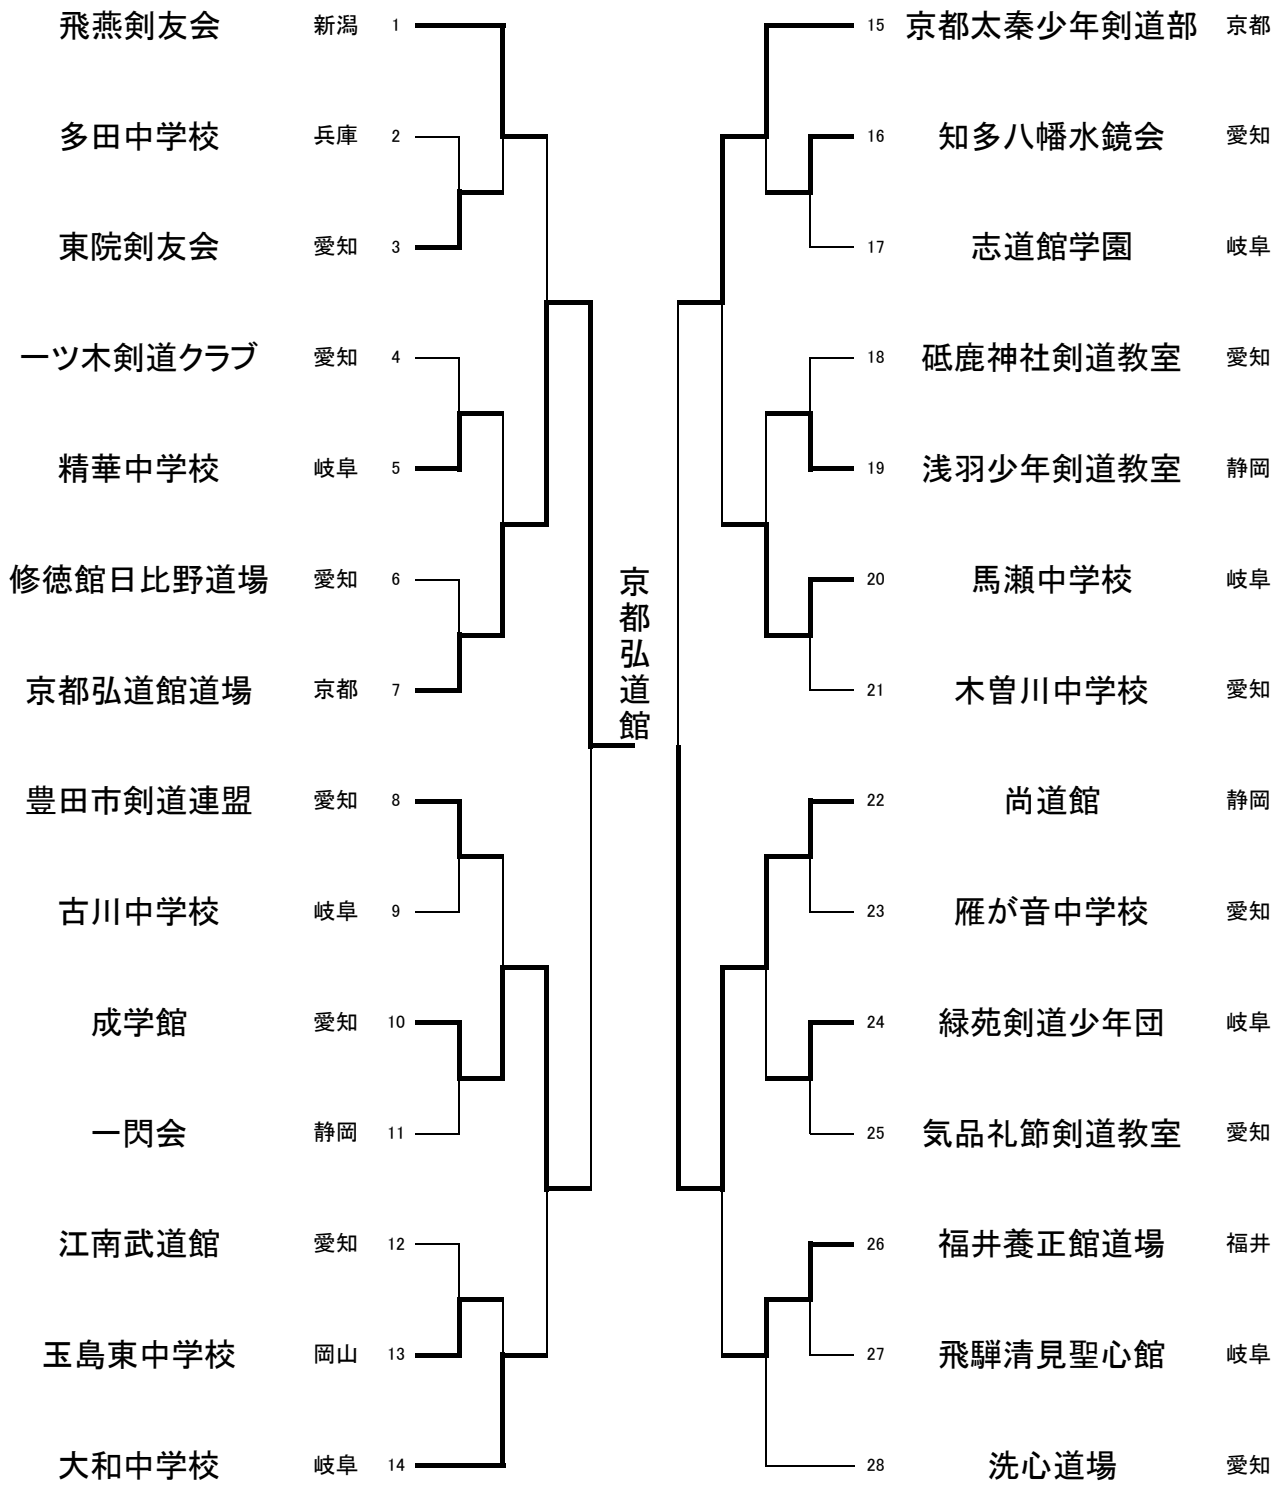 飛燕剣友会 新潟 1
多田中学校 兵庫 2
東院剣友会 愛知 3
一ツ木剣道クラブ 愛知 4
精華中学校 岐阜 5
修徳館日比野道場 愛知 6
京都弘道館道場 京都 7
豊田市剣道連盟 愛知 8
古川中学校 岐阜 9
成学館 愛知 10
一閃会 静岡 11
江南武道館 愛知 12
玉島東中学校 岡山 13
大和中学校 岐阜 14
京都弘道館
15 京都太秦少年剣道部 京都
16 知多八幡水鏡会 愛知
17 志道館学園 岐阜
18 砥鹿神社剣道教室 愛知
19 浅羽少年剣道教室 静岡
20 馬瀬中学校 岐阜
21 木曽川中学校 愛知
22 尚道館 静岡
23 雁が音中学校 愛知
24 緑苑剣道少年団 岐阜
25 気品礼節剣道教室 愛知
26 福井養正館道場 福井
27 飛騨清見聖心館 岐阜
28 洗心道場 愛知